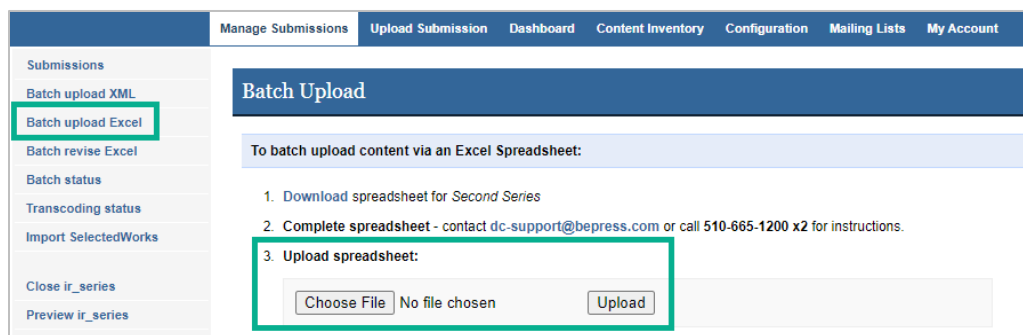 Manage Submissions Upload Submission Dashboard Content Inventory Configuration Mailing Lists My Account
Submissions
Batch upload XML
Batch upload Excel
Batch revise Excel
Batch status
Transcoding status
Import SelectedWorks
Close ir_series
Preview ir_series
Batch Upload
To batch upload content via an Excel Spreadsheet:
1. Download spreadsheet for Second Series
2. Complete spreadsheet - contact dc-support@bepress.com or call 510-665-1200 x2 for instructions.
3. Upload spreadsheet:
Choose File No file chosen Upload